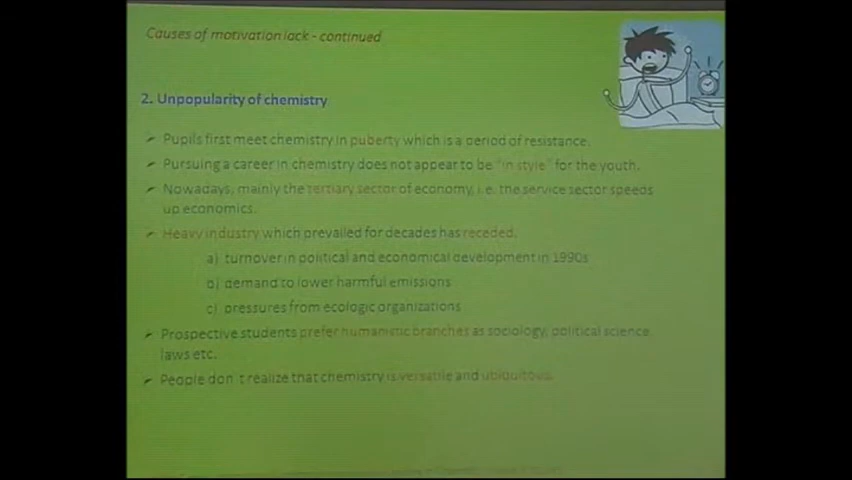 Causes of motivation lack - continued
2. Unpopularity of chemistry
➢ Pupils first meet chemistry in puberty which is a period of resistance.
➢ Pursuing a career in chemistry does not appear to be "in style" for the youth.
➢ Nowadays, mainly the tertiary sector of economy, i.e. the service sector speeds
up economics.
➢ Heavy industry which prevailed for decades has receded.
a) turnover in political and economical development in 1990s
b) demand to lower harmful emissions
c) pressures from ecologic organizations
➢ Prospective students prefer humanistic branches as sociology, political science,
laws etc.
➢ People don´t realize that chemistry is versatile and ubiquitous.